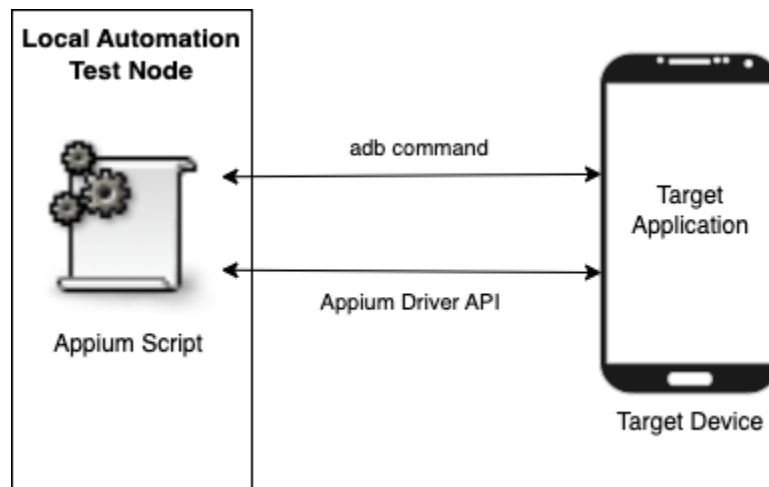 Local Automation
Test Node
adb command
Target
Application
Appium Driver API
Appium Script
Target Device